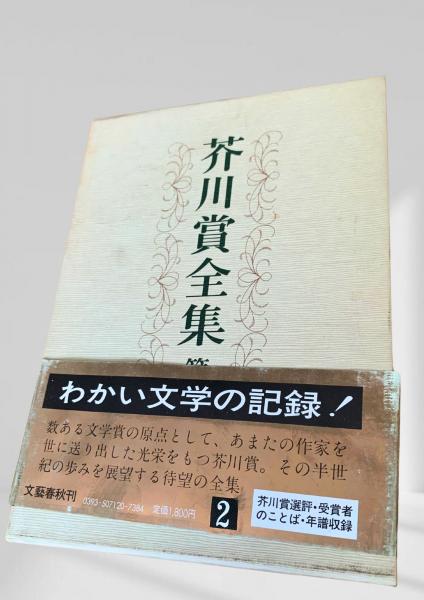 芥川賞全集
わかい文学の記録!
数ある文学賞の原点として、あまたの作家を
世に送り出した光栄をもつ芥川賞。その半世
紀の歩みを展望する待望の全集
文藝春秋刊
0393-507120-7384 定価1,800円
2
芥川賞選評・受賞者
のことば・年譜収録